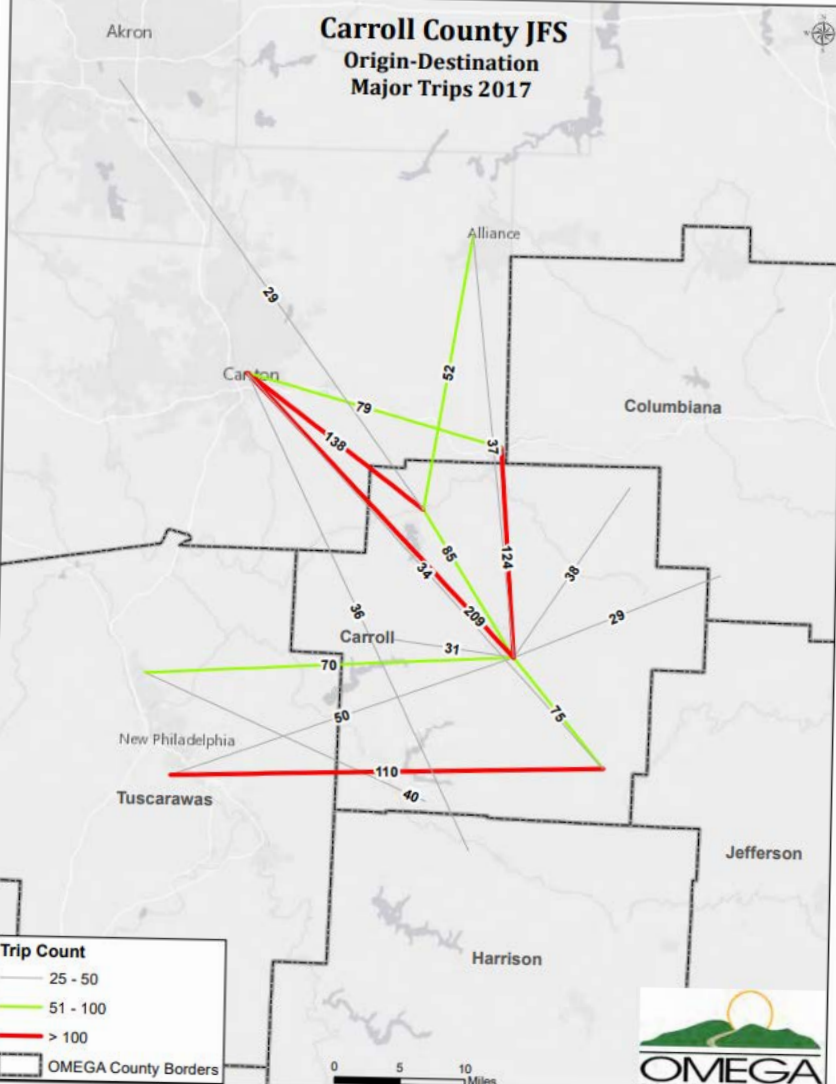 Carroll County JFS
Origin-Destination
Major Trips 2017
Akron
Alliance
29
52
Canton
79
Columbiana
138
37
85
124
34
38
209
36
29
Carroll
31
70
50
75
New Philadelphia
110
40
Tuscarawas
Jefferson
Harrison
Trip Count
25 - 50
51 - 100
> 100
OMEGA County Borders
0 5 10
Miles
OMEGA